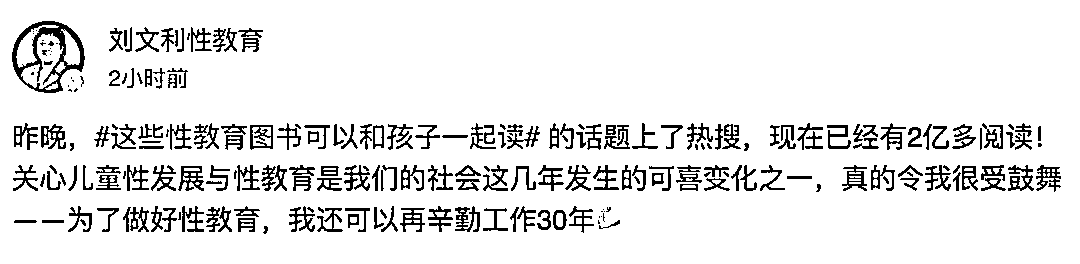 刘文利性教育
2小时前
昨晚，#这些性教育图书可以和孩子一起读# 的话题上了热搜，现在已经有2亿多阅读！
关心儿童性发展与性教育是我们的社会这几年发生的可喜变化之一，真的令我很受鼓舞
——为了做好性教育，我还可以再辛勤工作30年💪